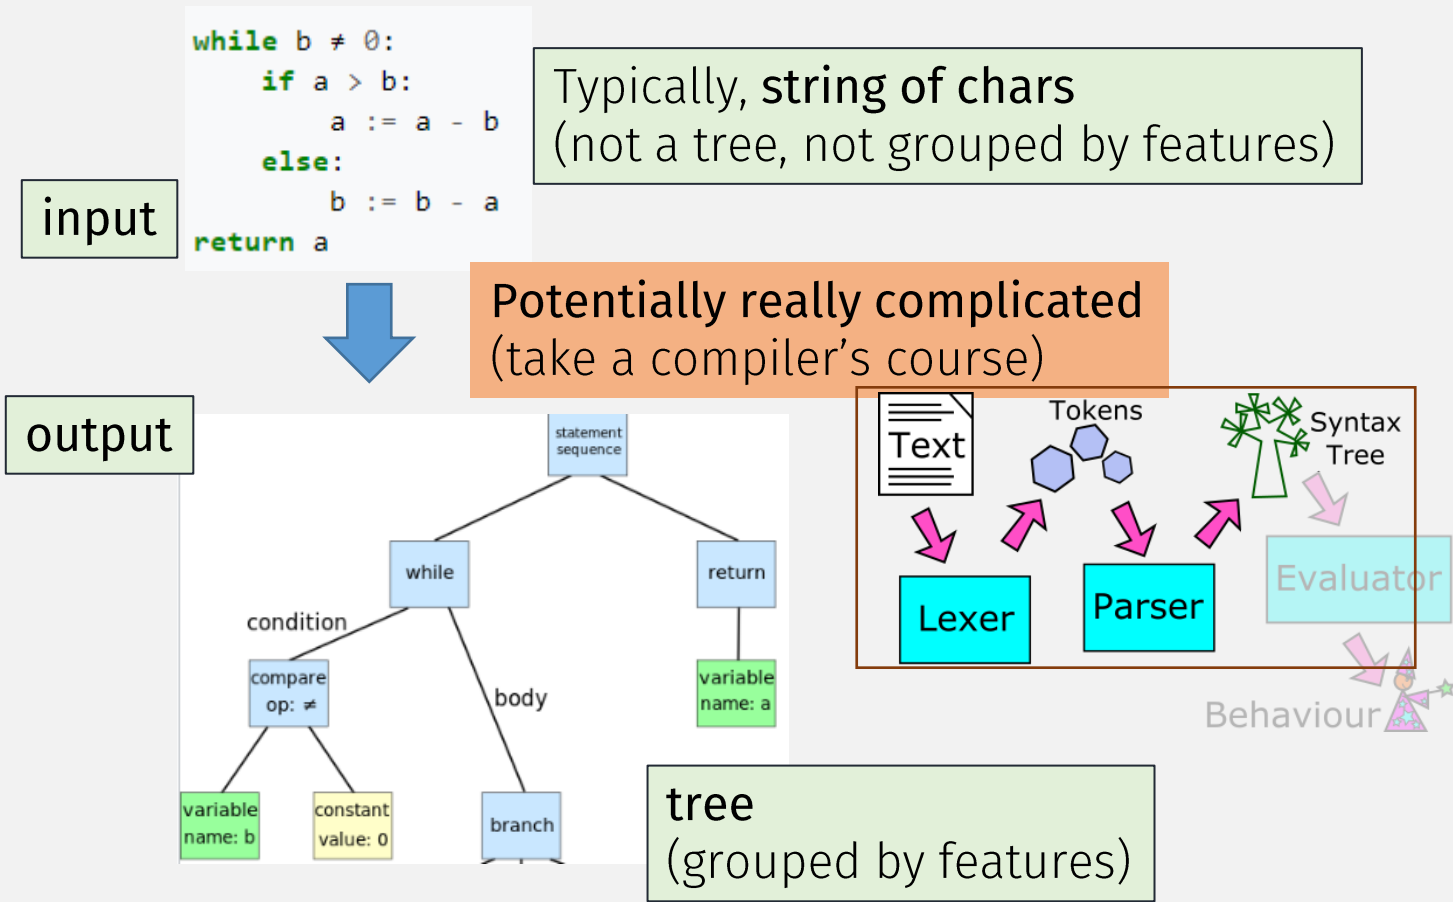 while b ≠ 0:
    if a > b:
        a := a - b
    else:
        b := b - a
return a
Typically, string of chars
(not a tree, not grouped by features)
input
Potentially really complicated
(take a compiler’s course)
output
statement
sequence
while
return
condition
compare
op: ≠
body
variable
name: a
variable
name: b
constant
value: 0
branch
Text
Tokens
Syntax
Tree
Lexer
Parser
Evaluator
Behaviour
tree
(grouped by features)